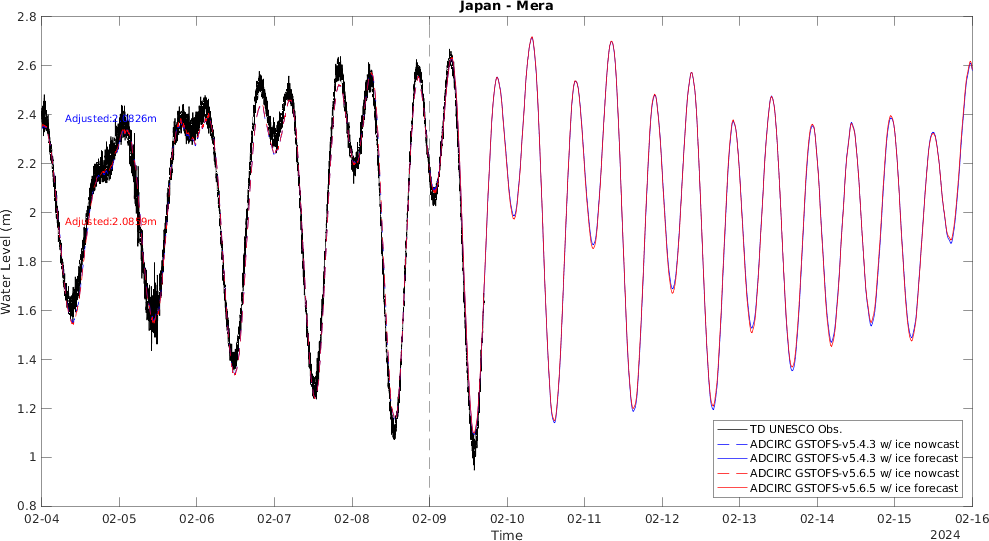 Japan - Mera
2.8
2.6
2.4
2.2
2
1.8
1.6
1.4
1.2
1
0.8
Water Level (m)
Adjusted:2.0826m
Adjusted:2.0899m
TD UNESCO Obs.
ADCIRC GSTOFS-v5.4.3 w/ ice nowcast
ADCIRC GSTOFS-v5.4.3 w/ ice forecast
ADCIRC GSTOFS-v5.6.5 w/ ice nowcast
ADCIRC GSTOFS-v5.6.5 w/ ice forecast
02-04 02-05 02-06 02-07 02-08 02-09 02-10 02-11 02-12 02-13 02-14 02-15 02-16
Time
2024